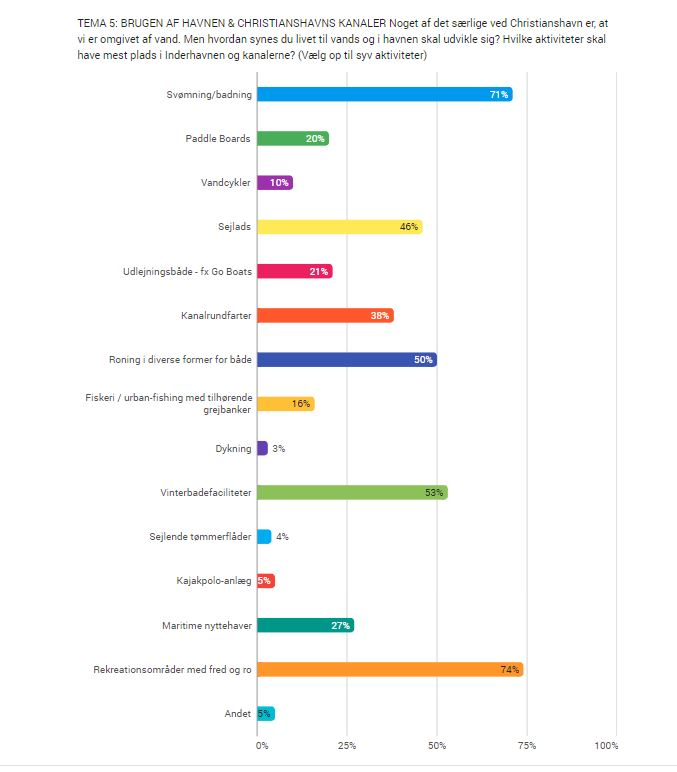 TEMA 5: BRUGEN AF HAVNEN & CHRISTIANSHAVNS KANALER Noget af det særlige ved Christianshavn er, at
vi er omgivet af vand. Men hvordan synes du livet til vands og i havnen skal udvikle sig? Hvilke aktiviteter skal
have mest plads i Inderhavnen og kanalerne? (Vælg op til syv aktiviteter)
Svømning/badning 71%
Paddle Boards 20%
Vandcykler 10%
Sejlads 46%
Udlejningsbåde - fx Go Boats 21%
Kanalrundfarter 38%
Roning i diverse former for både 50%
Fiskeri / urban-fishing med tilhørende
grejbanker 16%
Dykning 3%
Vinterbadefaciliteter 53%
Sejlende tømmerflåder 4%
Kajakpolo-anlæg 5%
Maritime nyttehaver 27%
Rekreationsområder med fred og ro 74%
Andet 5%
0% 25% 50% 75% 100%